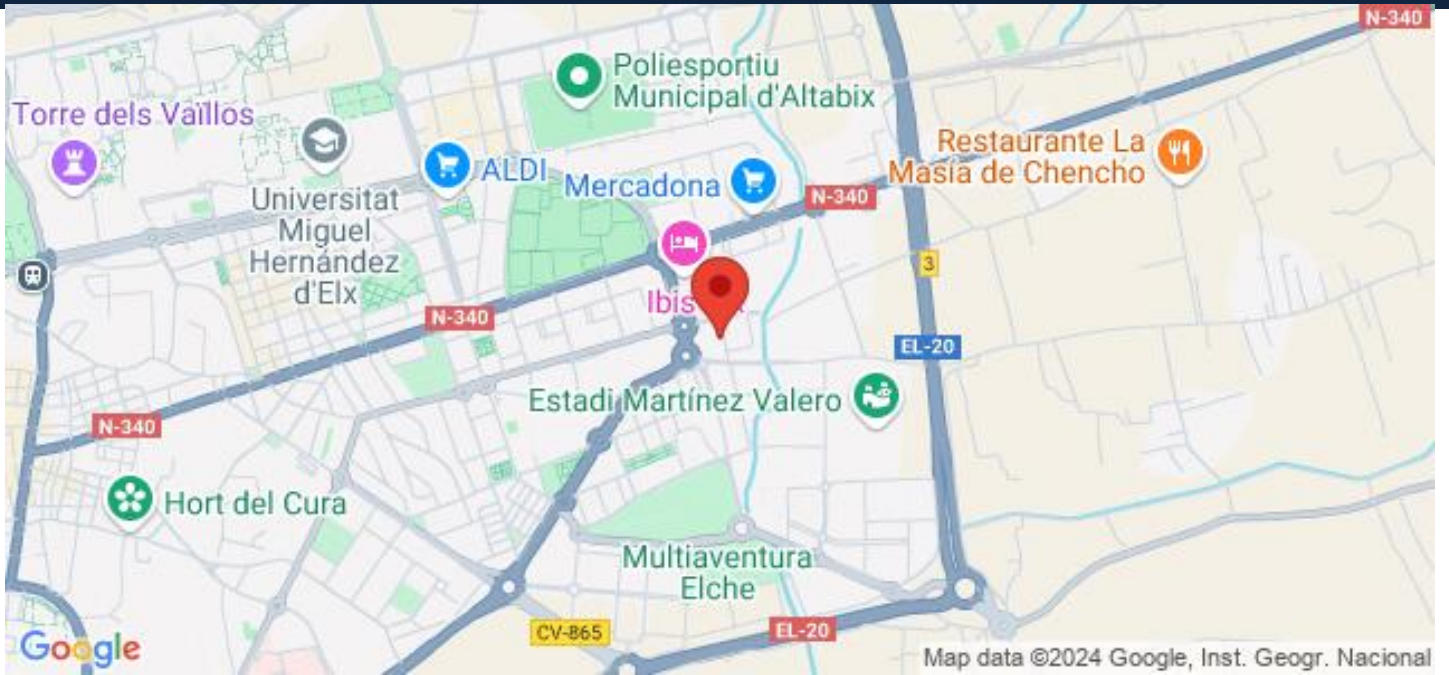 N-340
Poliesportiu
Municipal d'Altabix
Torre dels Vaïllos
Restaurante La
Masía de Chencho
ALDI
Mercadona
N-340
Universitat
Miguel
Hernández
d'Elx
3
Ibis
N-340
EL-20
Estadi Martínez Valero
N-340
Hort del Cura
Multiaventura
Elche
CV-865
EL-20
Google
Map data ©2024 Google, Inst. Geogr. Nacional